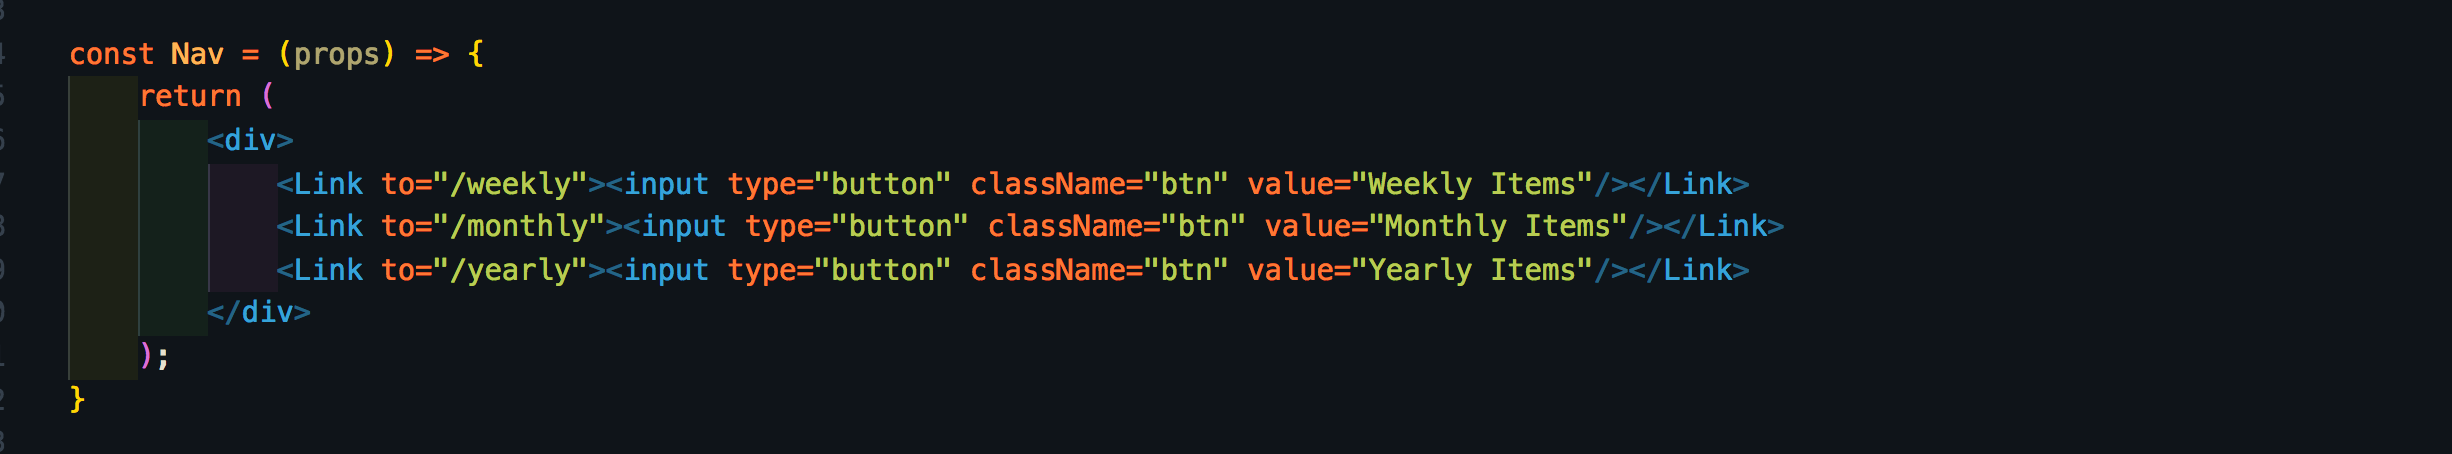 const Nav = (props) => {
return (
<div>
<Link to="/weekly"><input type="button" className="btn" value="Weekly Items"/></Link>
<Link to="/monthly"><input type="button" className="btn" value="Monthly Items"/></Link>
<Link to="/yearly"><input type="button" className="btn" value="Yearly Items"/></Link>
</div>
);
}